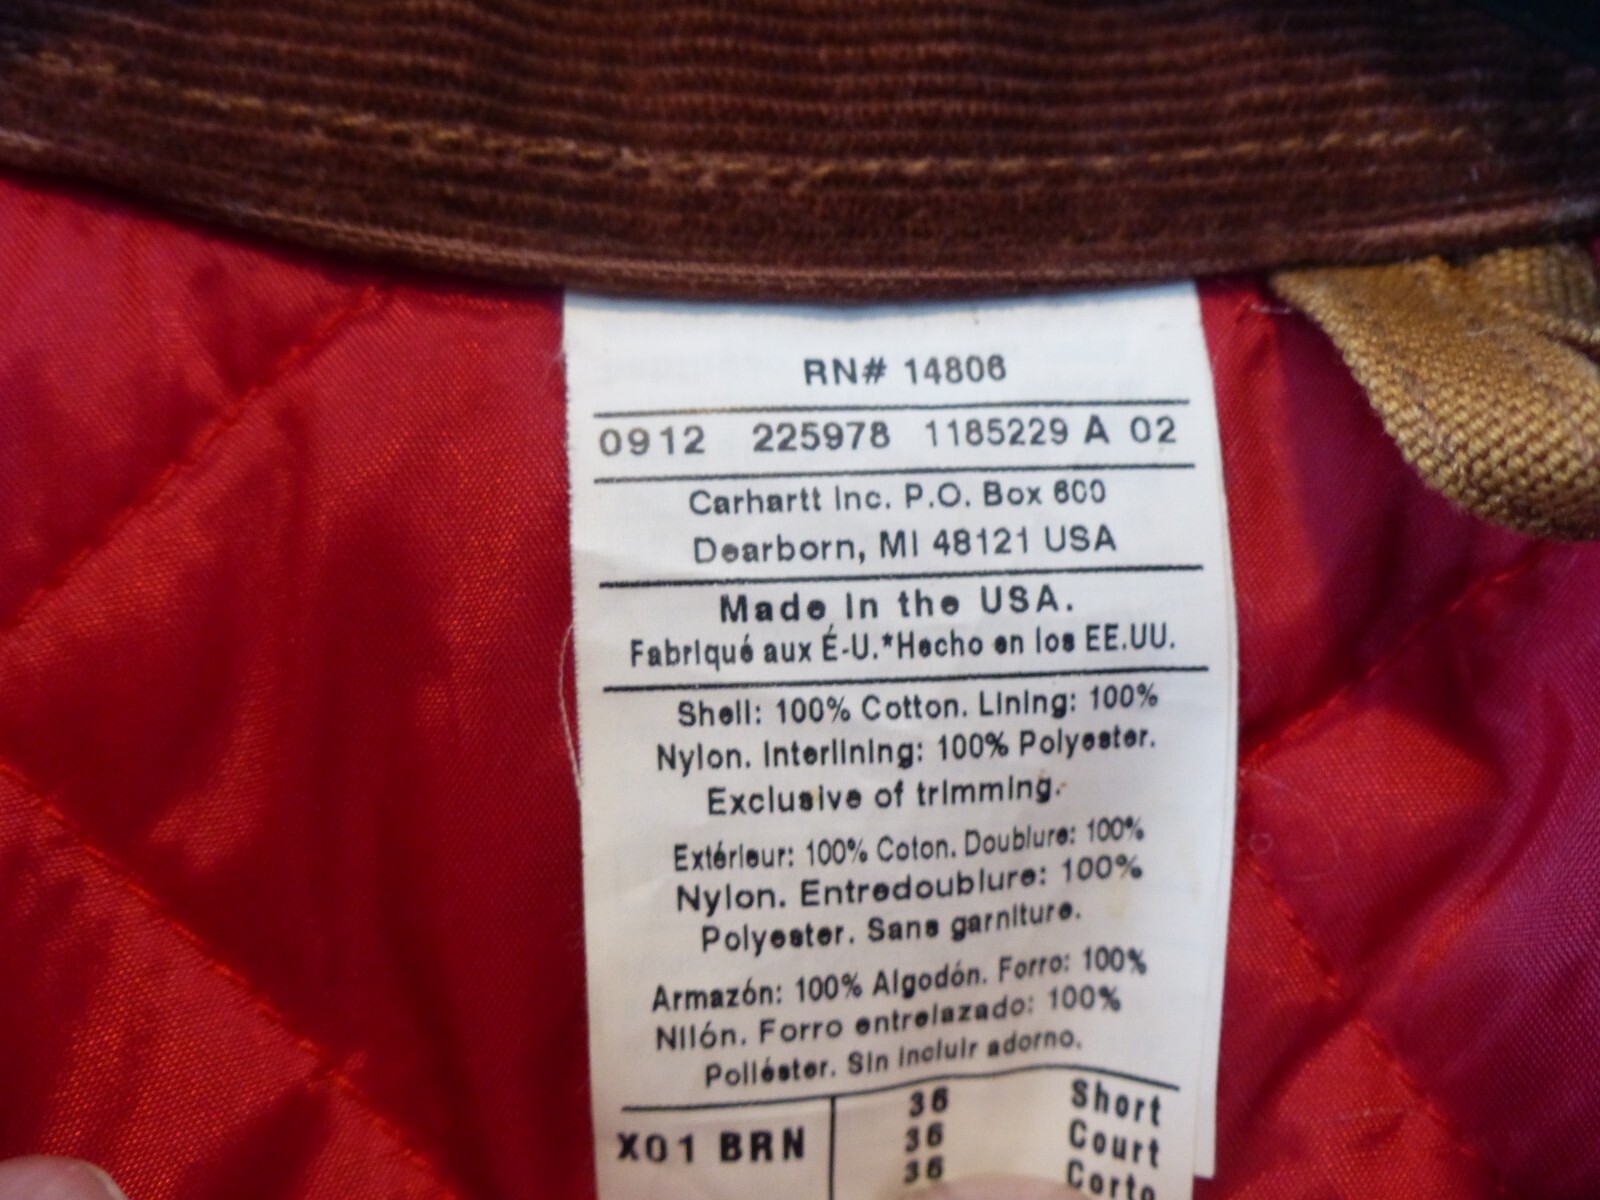 RN# 14806
0912 225978 1185229 A 02
Carhartt Inc. P.O. Box 600
Dearborn, MI 48121 USA
Made in the USA.
Fabriqué aux É-U.*Hecho en los EE.UU.
Shell: 100% Cotton. Lining: 100%
Nylon. Interlining: 100% Polyester.
Exclusive of trimming.
Extérieur: 100% Coton. Doublure: 100%
Nylon. Entredoublure: 100%
Polyester. Sans garniture.
Armazón: 100% Algodón. Forro: 100%
Nilón. Forro entrelazado: 100%
Poliéster. Sin incluir adorno.
X01 BRN
36 Short
36 Court
36 Corto